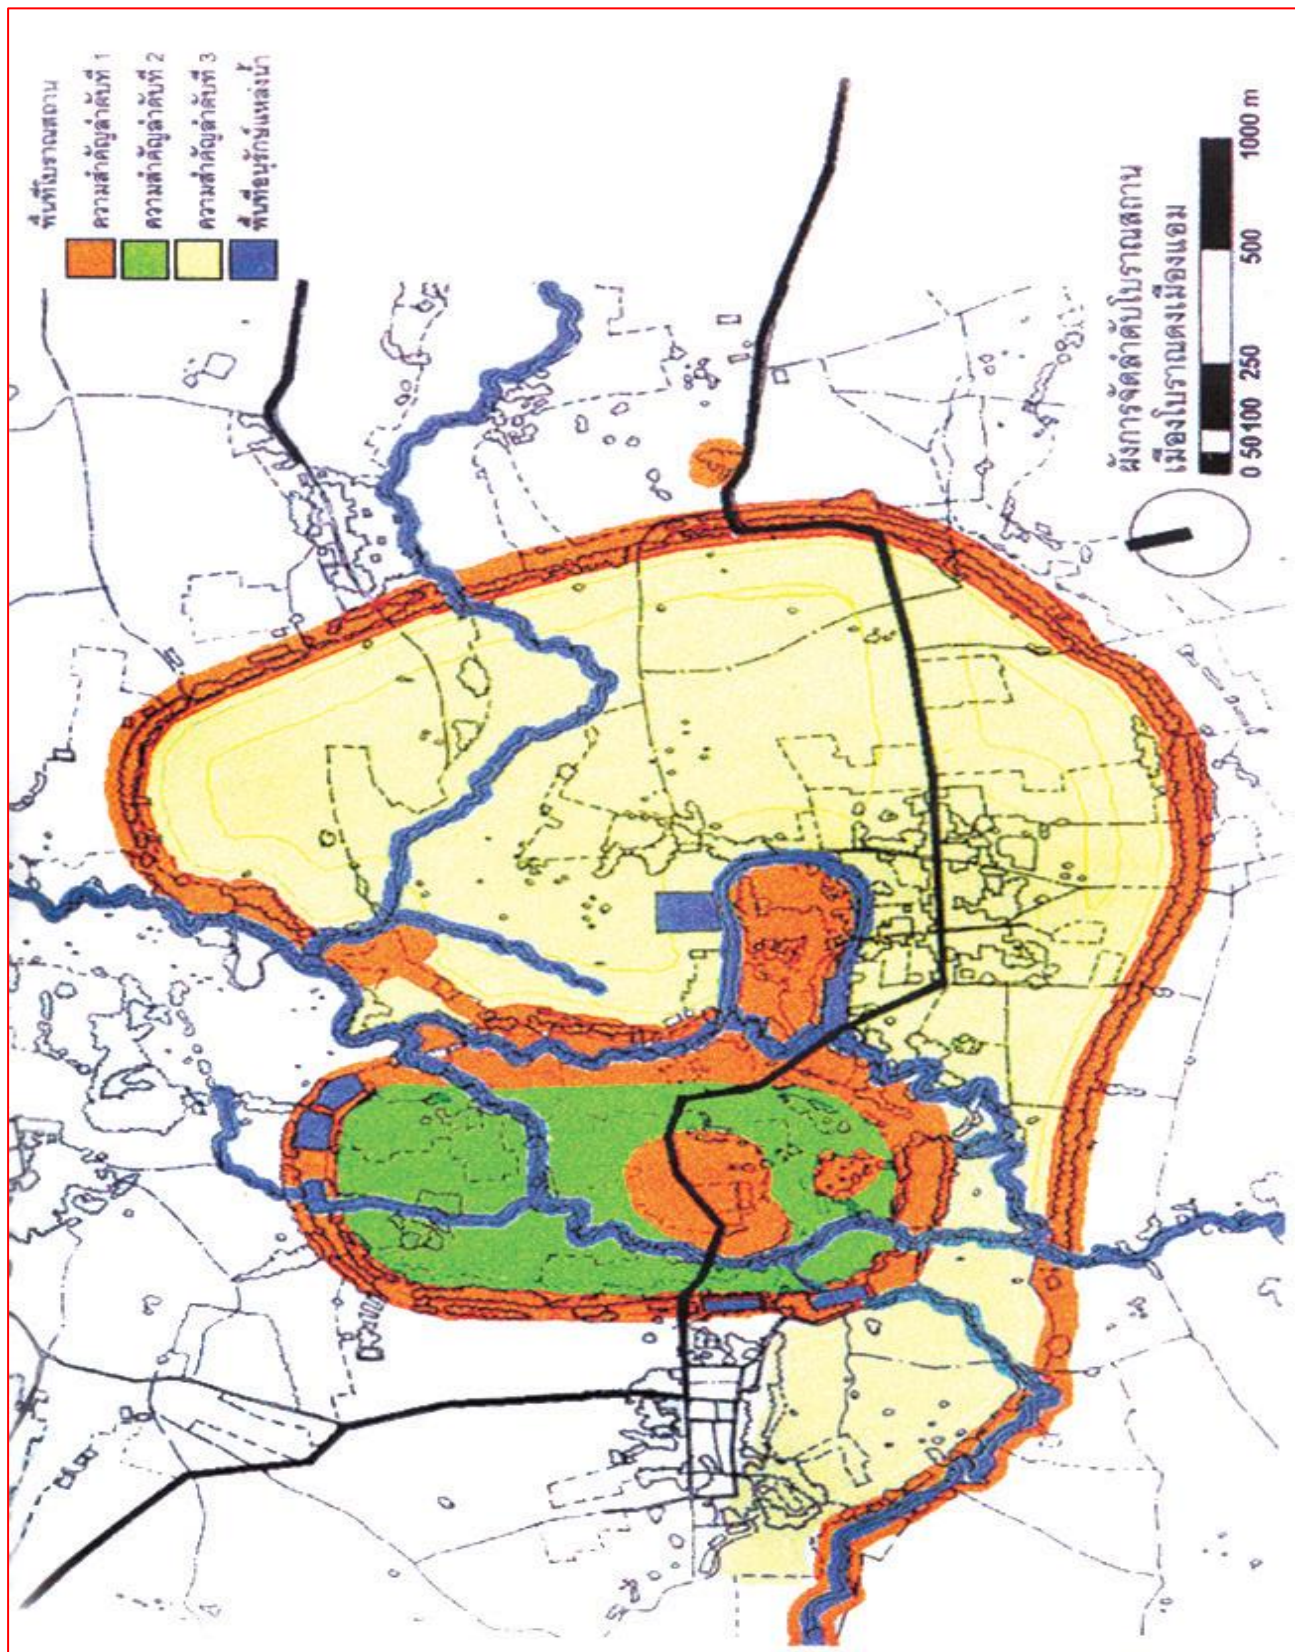 พื้นที่โบราณสถาน
ความสำคัญลำดับที่ 1
ความสำคัญลำดับที่ 2
ความสำคัญลำดับที่ 3
พื้นที่อนุรักษ์แหล่งน้ำ
ผังการจัดลำดับโบราณสถาน
เมืองโบราณดงเมืองแอม
0 50 100 250 500 1000 m